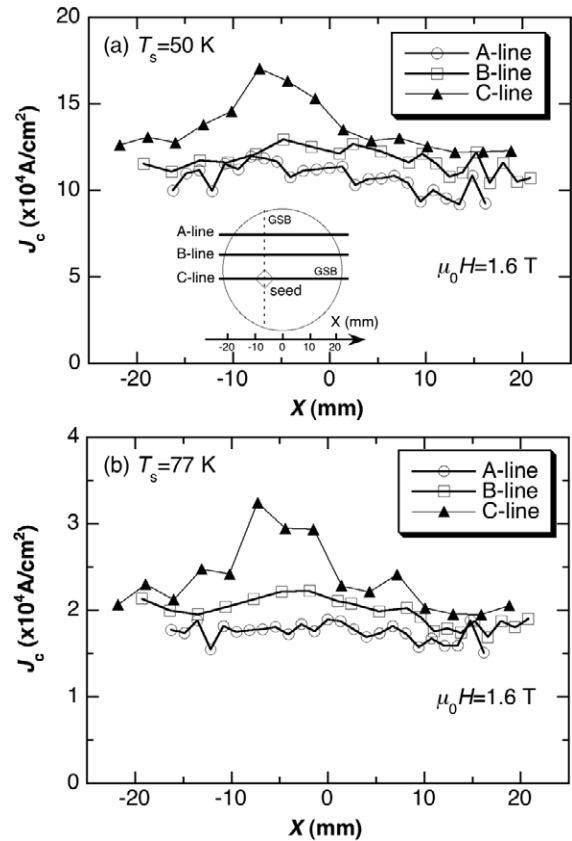 (a) Tₛ=50 K
A-line
B-line
C-line
20
15
10
5
0
J_c (x10⁴A/cm²)
GSB
A-line
B-line
C-line
GSB
seed
X (mm)
-20 -10 0 10 20
μ₀H=1.6 T
-20 -10 0 10 20
X (mm)
(b) Tₛ=77 K
A-line
B-line
C-line
4
3
2
1
0
J_c (x10⁴A/cm²)
μ₀H=1.6 T
-20 -10 0 10 20
X (mm)